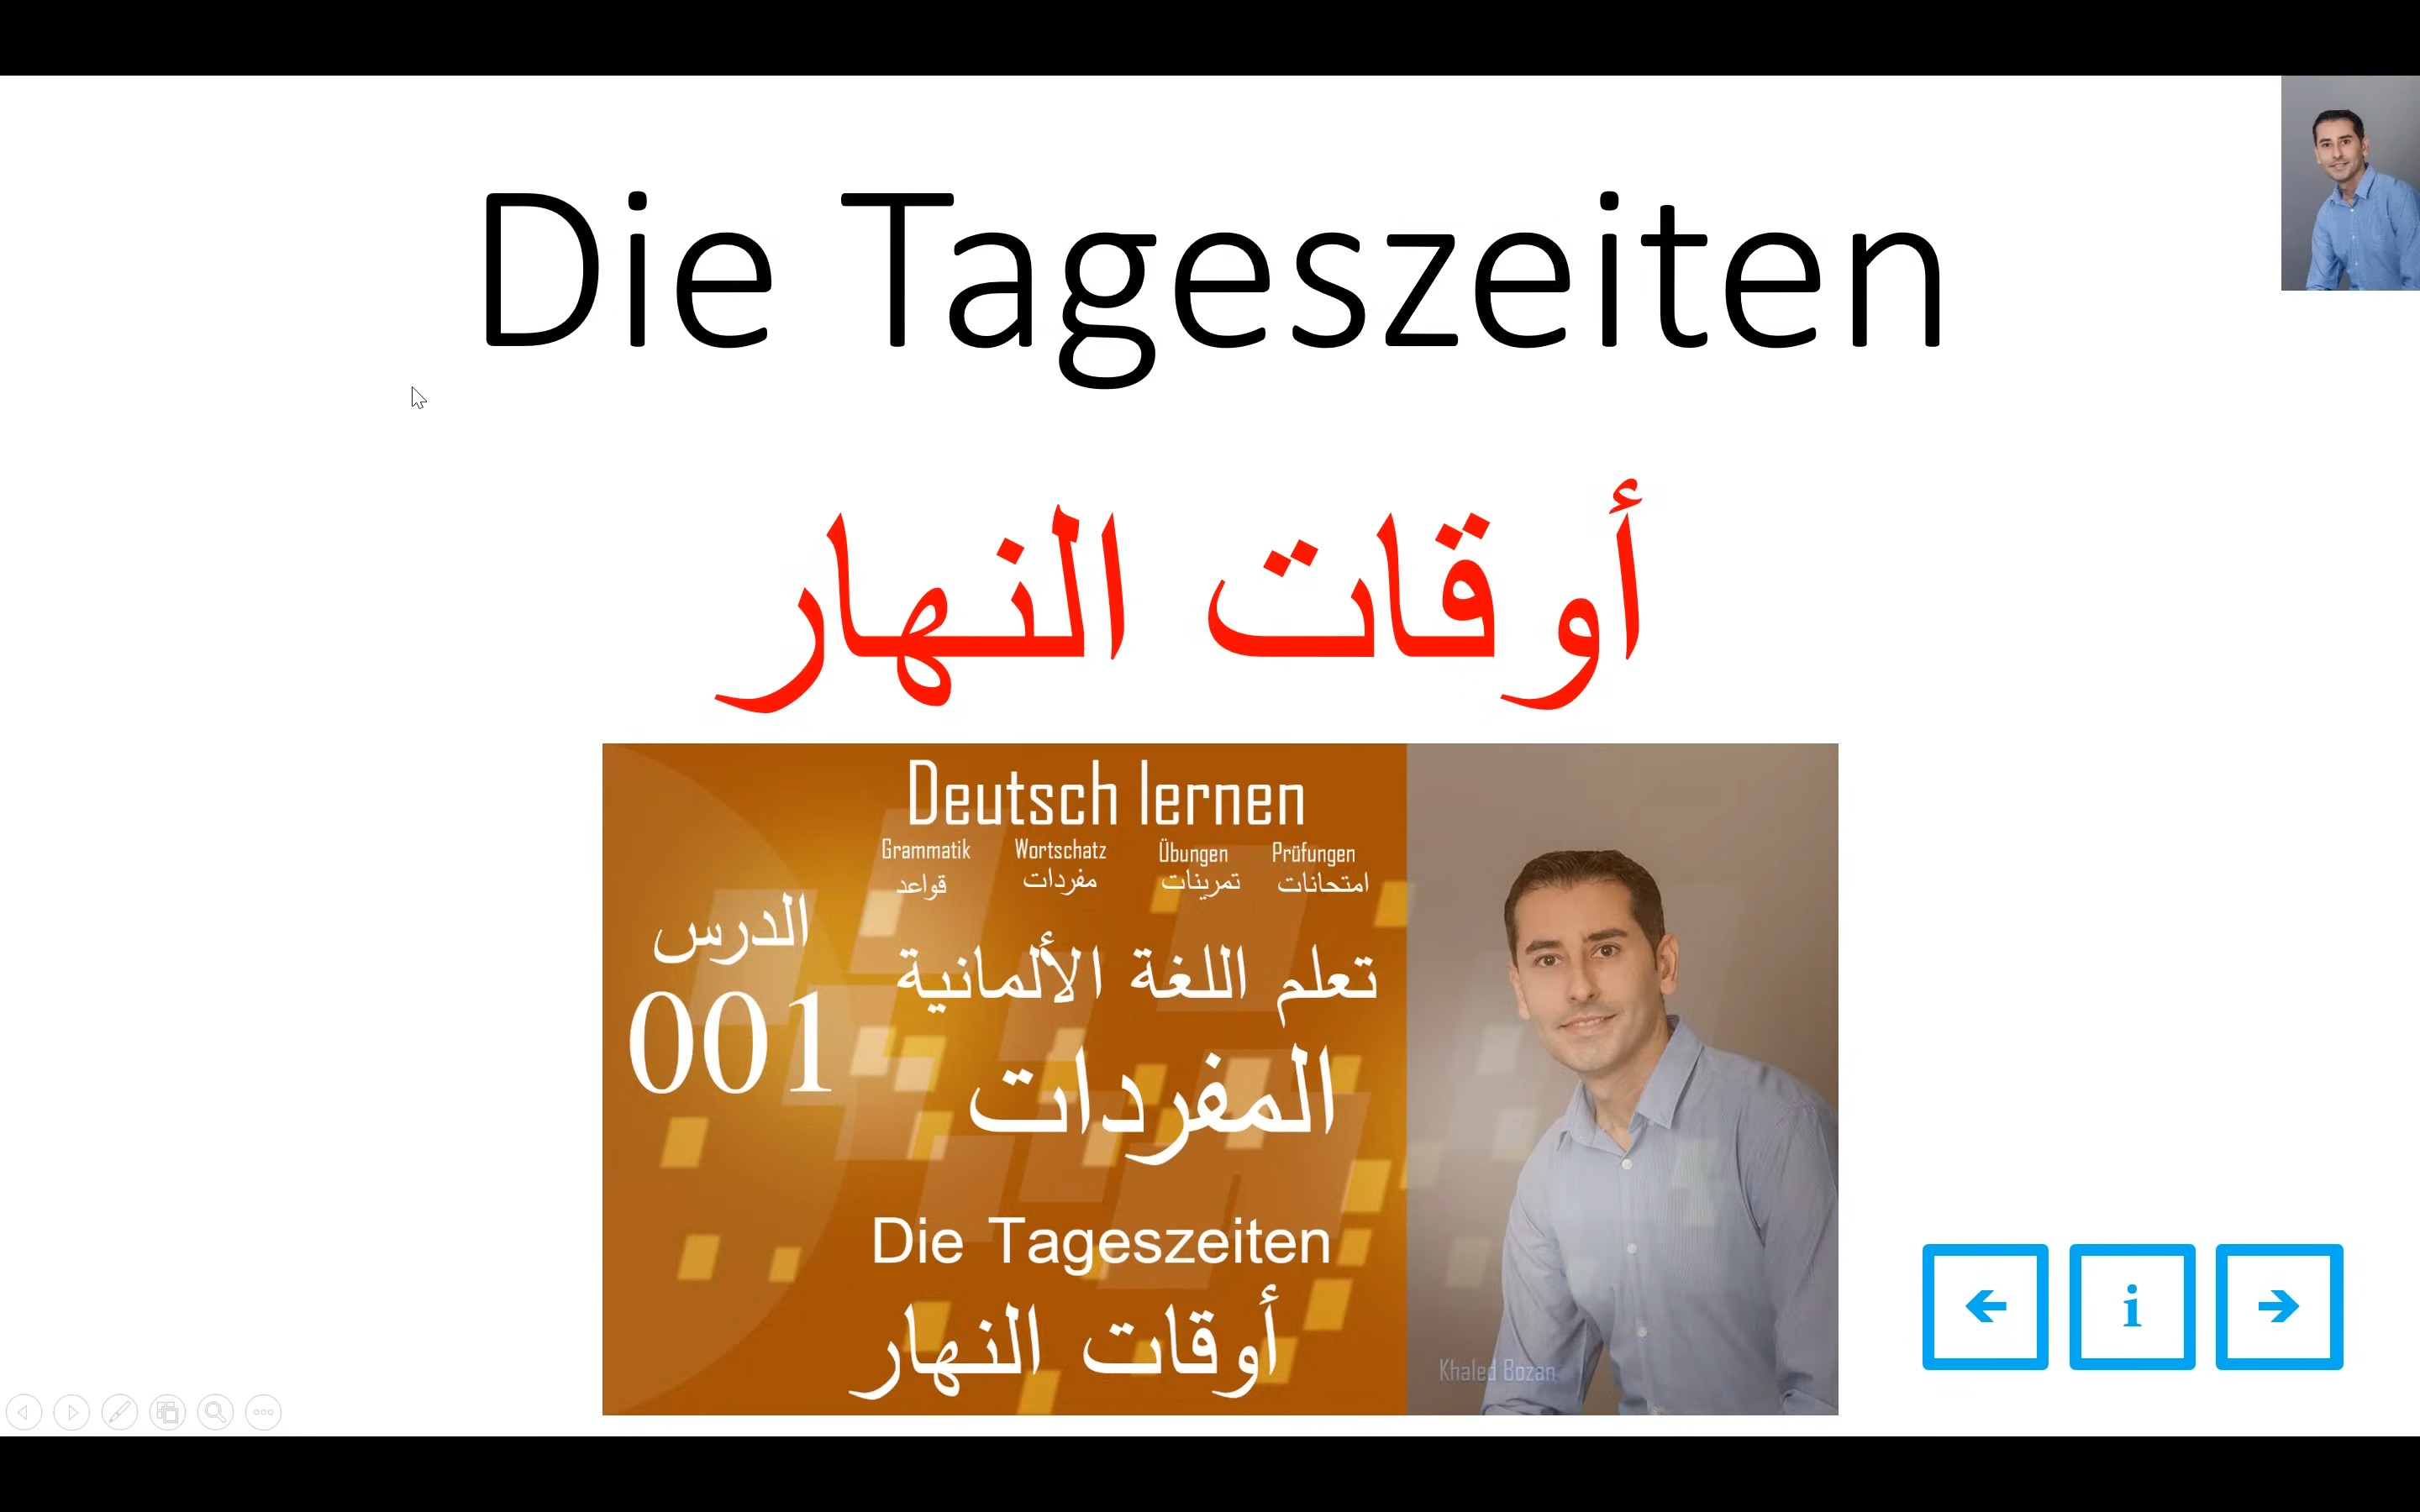 Die Tageszeiten
أوقات النهار
Deutsch lernen
Grammatik Wortschatz Übungen Prüfungen
قواعد مفردات تمرينات امتحانات
الدرس
001
تعلم اللغة الألمانية
المفردات
Die Tageszeiten
أوقات النهار
Khaled Bozan
i